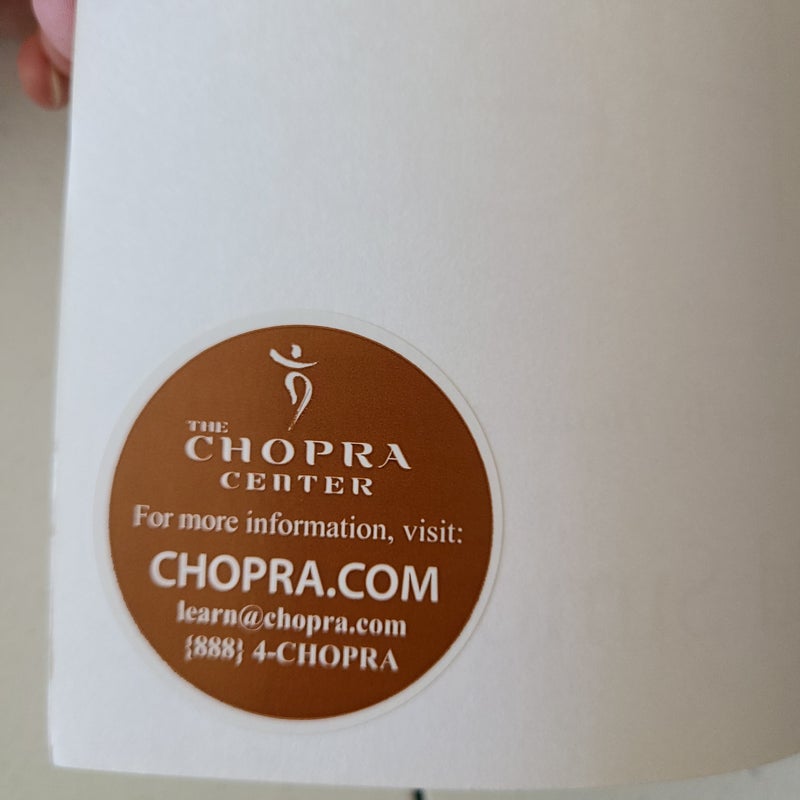 THE
CHOPRA
CENTER
For more information, visit:
CHOPRA.COM
learn@chopra.com
{888} 4-CHOPRA